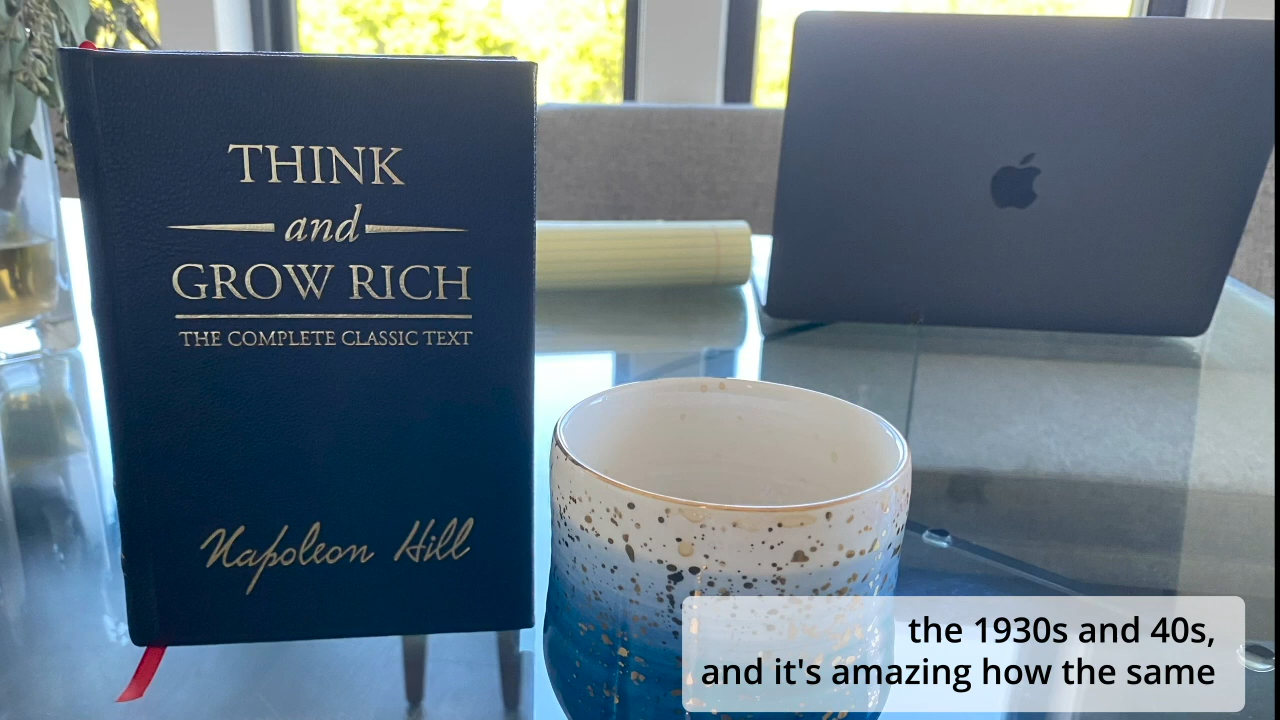 THINK
and
GROW RICH
THE COMPLETE CLASSIC TEXT
Napoleon Hill
the 1930s and 40s,
and it's amazing how the same